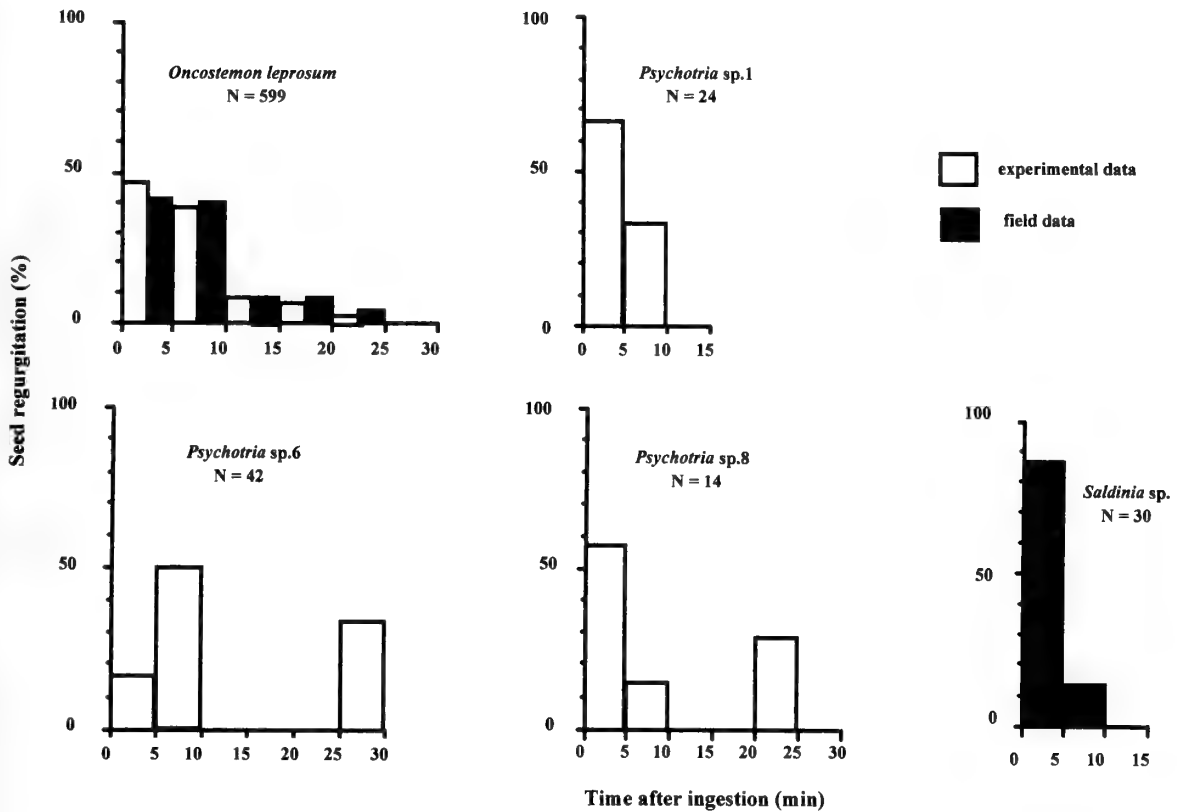 100
50
0
0 5 10 15 20 25 30
Oncostemon leprosum
N = 599
100
50
0
0 5 10 15
Psychotria sp.1
N = 24
experimental data
field data
Seed regurgitation (%)
100
50
0
0 5 10 15 20 25 30
Psychotria sp.6
N = 42
100
50
0
0 5 10 15 20 25 30
Psychotria sp.8
N = 14
100
50
0
0 5 10 15
Saldinia sp.
N = 30
Time after ingestion (min)